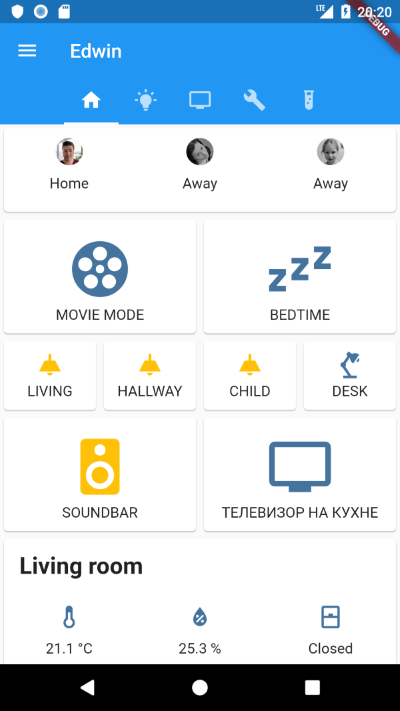 LTE 20:20
DEBUG
Edwin
Home Away Away
MOVIE MODE BEDTIME
LIVING HALLWAY CHILD DESK
SOUNDBAR ТЕЛЕВИЗОР НА КУХНЕ
Living room
21.1 °C 25.3 % Closed